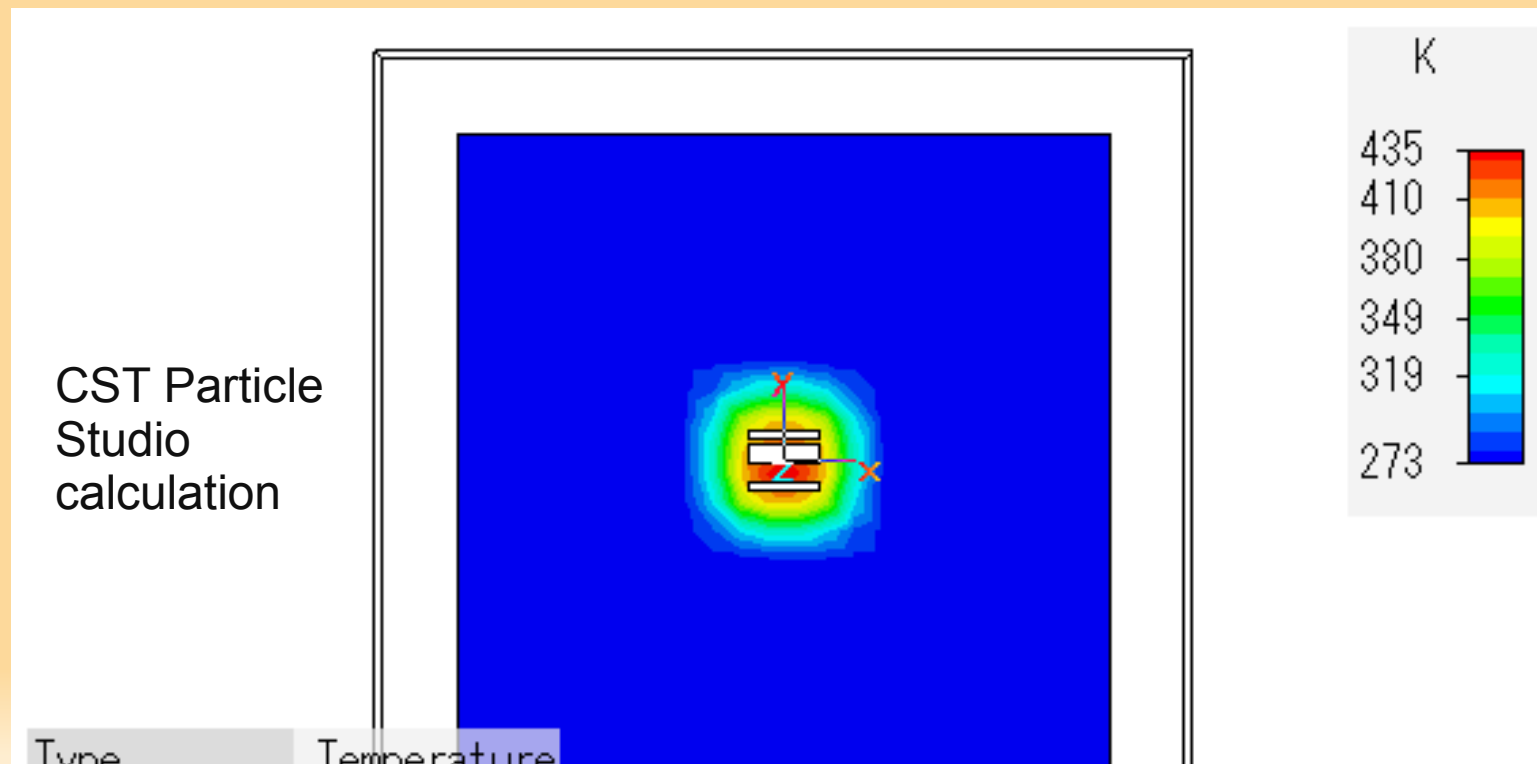 K
435
410
380
349
319
273
Y
X
Z
CST Particle
Studio
calculation
Type Temperature